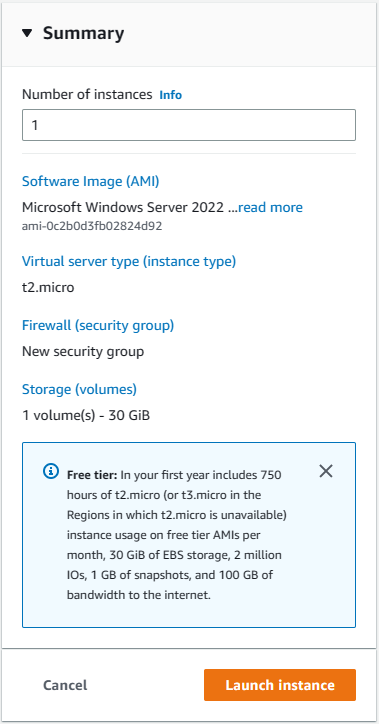 Summary
Number of instances Info
1
Software Image (AMI)
Microsoft Windows Server 2022 ...read more
ami-0c2b0d3fb02824d92
Virtual server type (instance type)
t2.micro
Firewall (security group)
New security group
Storage (volumes)
1 volume(s) - 30 GiB
Free tier: In your first year includes 750
hours of t2.micro (or t3.micro in the
Regions in which t2.micro is unavailable)
instance usage on free tier AMIs per
month, 30 GiB of EBS storage, 2 million
IOs, 1 GB of snapshots, and 100 GB of
bandwidth to the internet.
Cancel
Launch instance